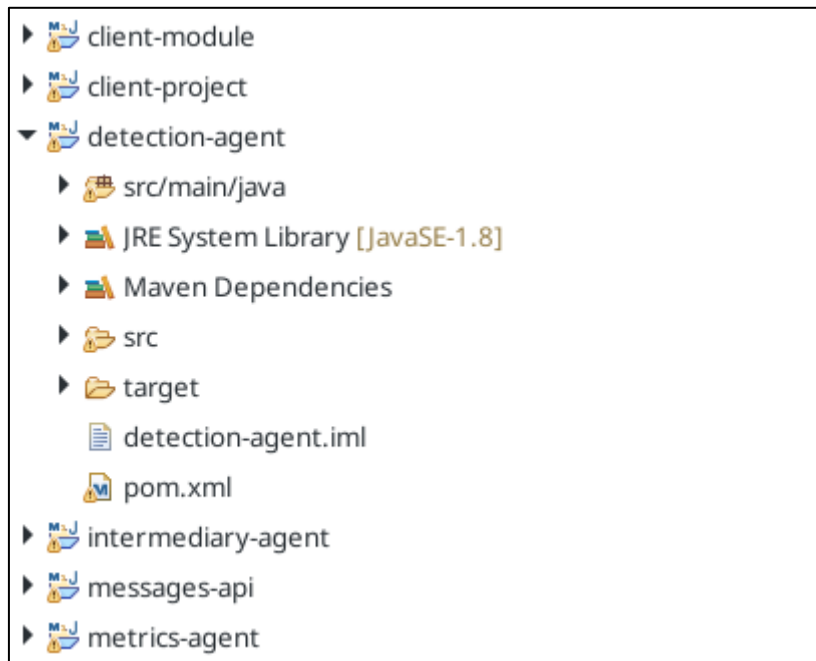 client-module
client-project
detection-agent
src/main/java
JRE System Library [JavaSE-1.8]
Maven Dependencies
src
target
detection-agent.iml
pom.xml
intermediary-agent
messages-api
metrics-agent